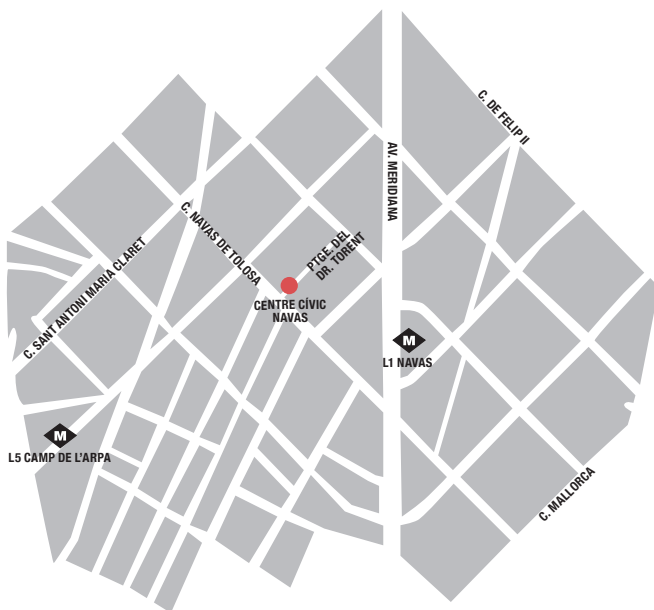 C. DE FELIP II
AV. MERIDIANA
C. NAVAS DE TOLOSA
PTGE. DEL
DR. TORENT
C. SANT ANTONI MARIA CLARET
CENTRE CÍVIC
NAVAS
M
L1 NAVAS
M
L5 CAMP DE L'ARPA
C. MALLORCA